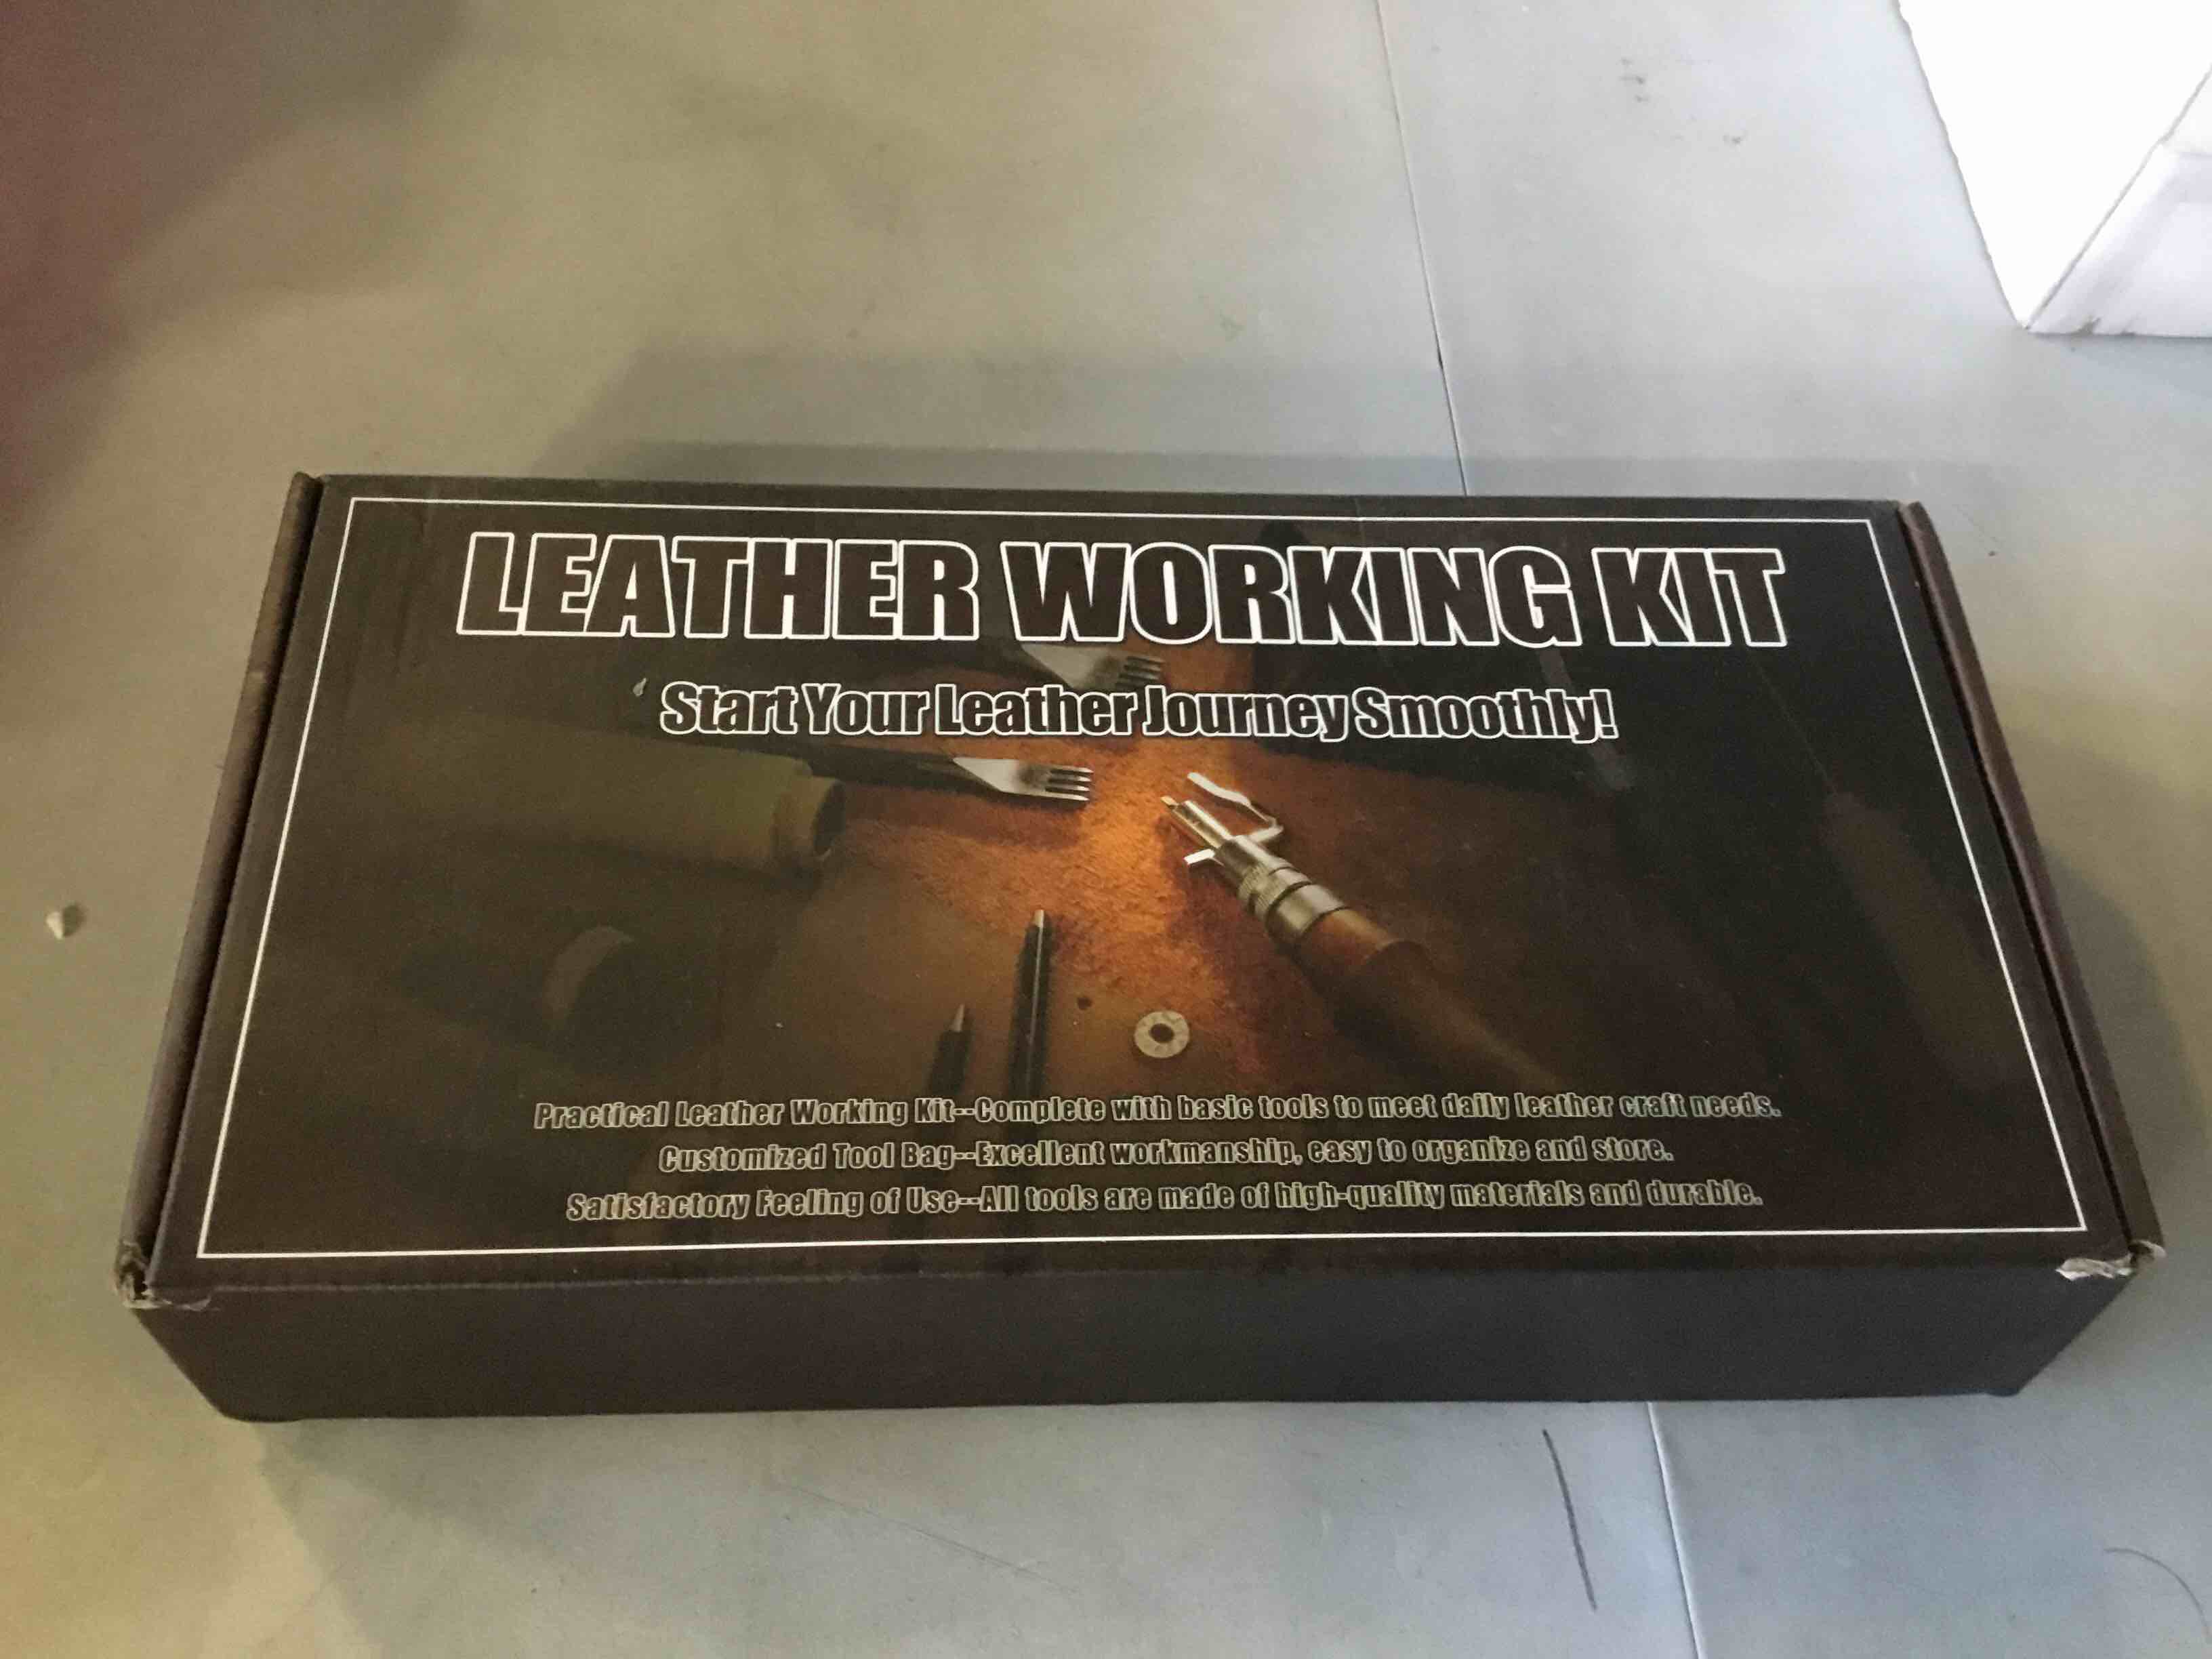 LEATHER WORKING KIT
Start Your Leather Journey Smoothly!
Practical Leather Working Kit--Complete with basic tools to meet daily leather craft needs.
Customized Tool Bag--Excellent workmanship, easy to organize and store.
Satisfactory Feeling of Use--All tools are made of high-quality materials and durable.